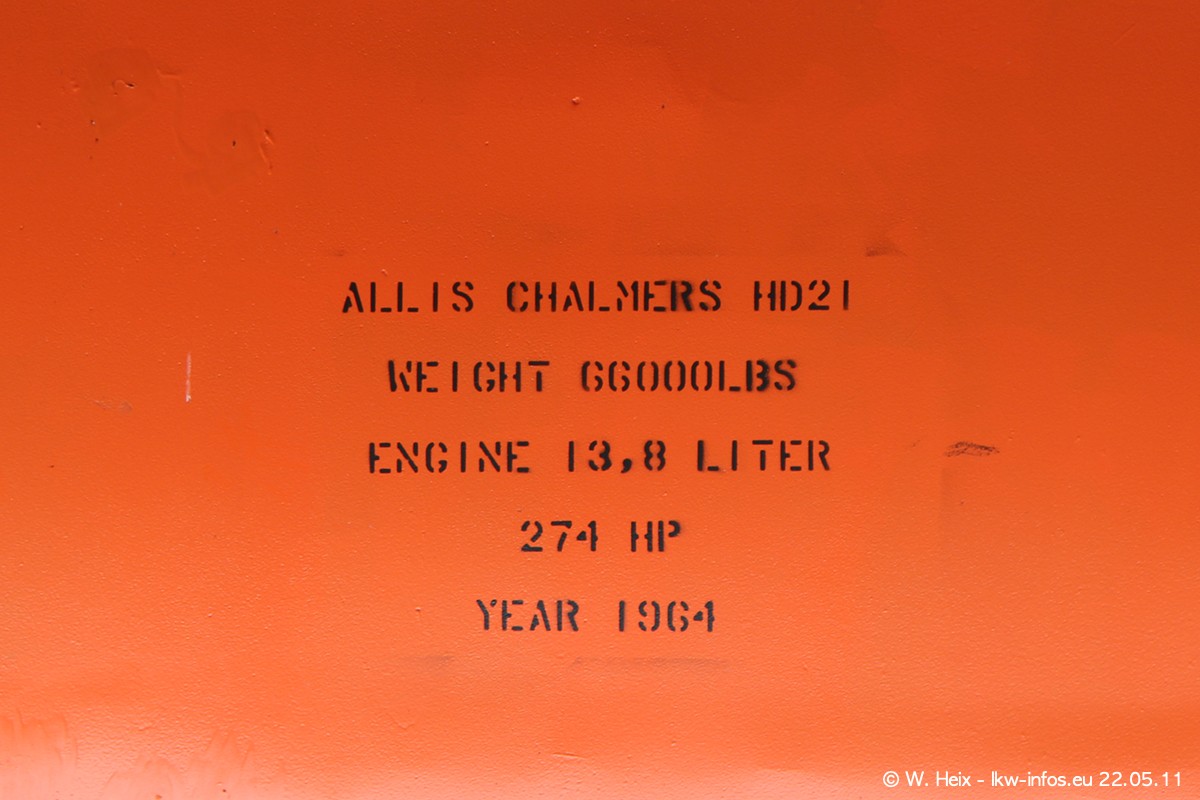 ALLIS CHALMERS HD21
WEIGHT 66000LBS
ENGINE 13,8 LITER
274 HP
YEAR 1964
© W. Heix - lkw-infos.eu 22.05.11